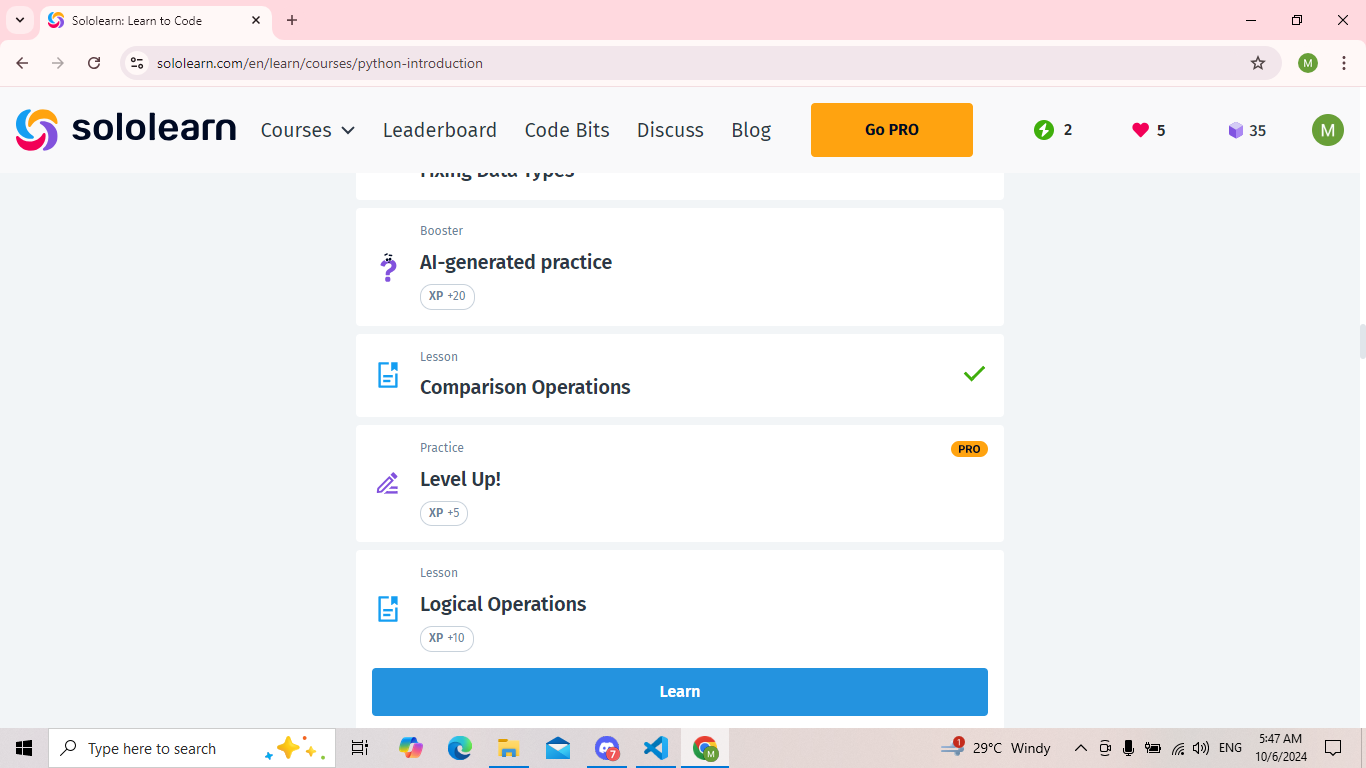 Sololearn: Learn to Code
sololearn.com/en/learn/courses/python-introduction
M
sololearn
Courses
Leaderboard
Code Bits
Discuss
Blog
Go PRO
2
5
35
M
Fixing Data Types
Booster
AI-generated practice
XP +20
Lesson
Comparison Operations
Practice
PRO
Level Up!
XP +5
Lesson
Logical Operations
XP +10
Learn
Type here to search
7
M
1
29°C Windy
ENG
5:47 AM
10/6/2024